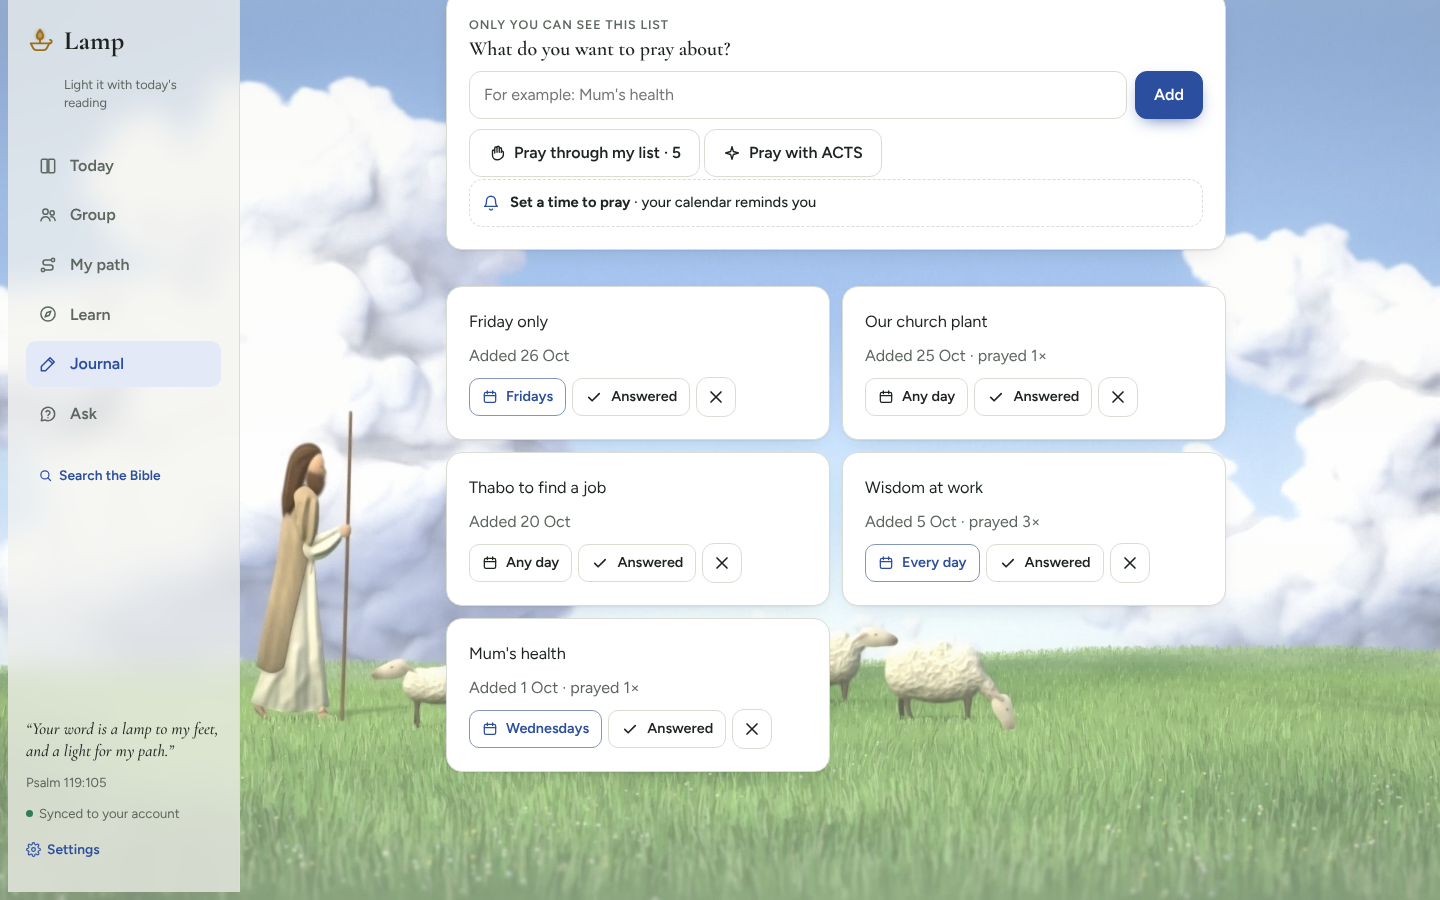 Lamp
Light it with today's
reading
Today
Group
My path
Learn
Journal
Ask
Search the Bible
“Your word is a lamp to my feet,
and a light for my path.”
Psalm 119:105
Synced to your account
Settings
ONLY YOU CAN SEE THIS LIST
What do you want to pray about?
For example: Mum's health
Add
Pray through my list · 5
Pray with ACTS
Set a time to pray · your calendar reminds you
Friday only
Added 26 Oct
Fridays
Answered
Our church plant
Added 25 Oct · prayed 1×
Any day
Answered
Thabo to find a job
Added 20 Oct
Any day
Answered
Wisdom at work
Added 5 Oct · prayed 3×
Every day
Answered
Mum's health
Added 1 Oct · prayed 1×
Wednesdays
Answered